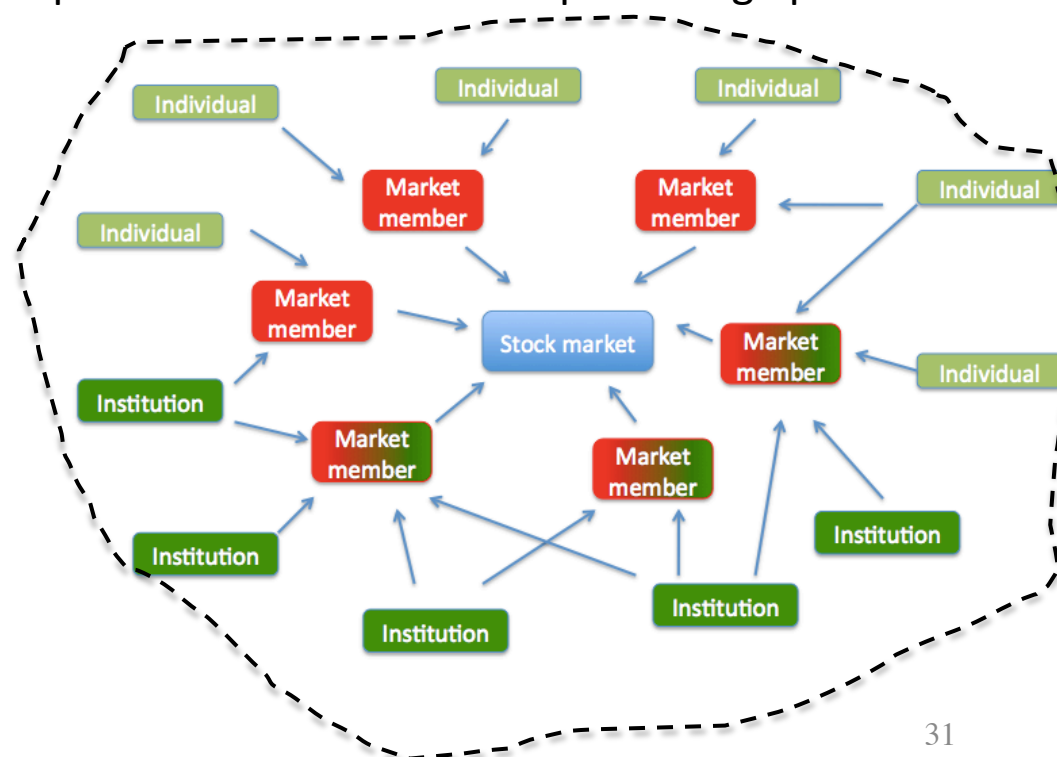 Individual
Individual
Individual
Market
member
Market
member
Individual
Individual
Market
member
Stock market
Market
member
Individual
Institution
Market
member
Market
member
Institution
Institution
Institution
Institution
31